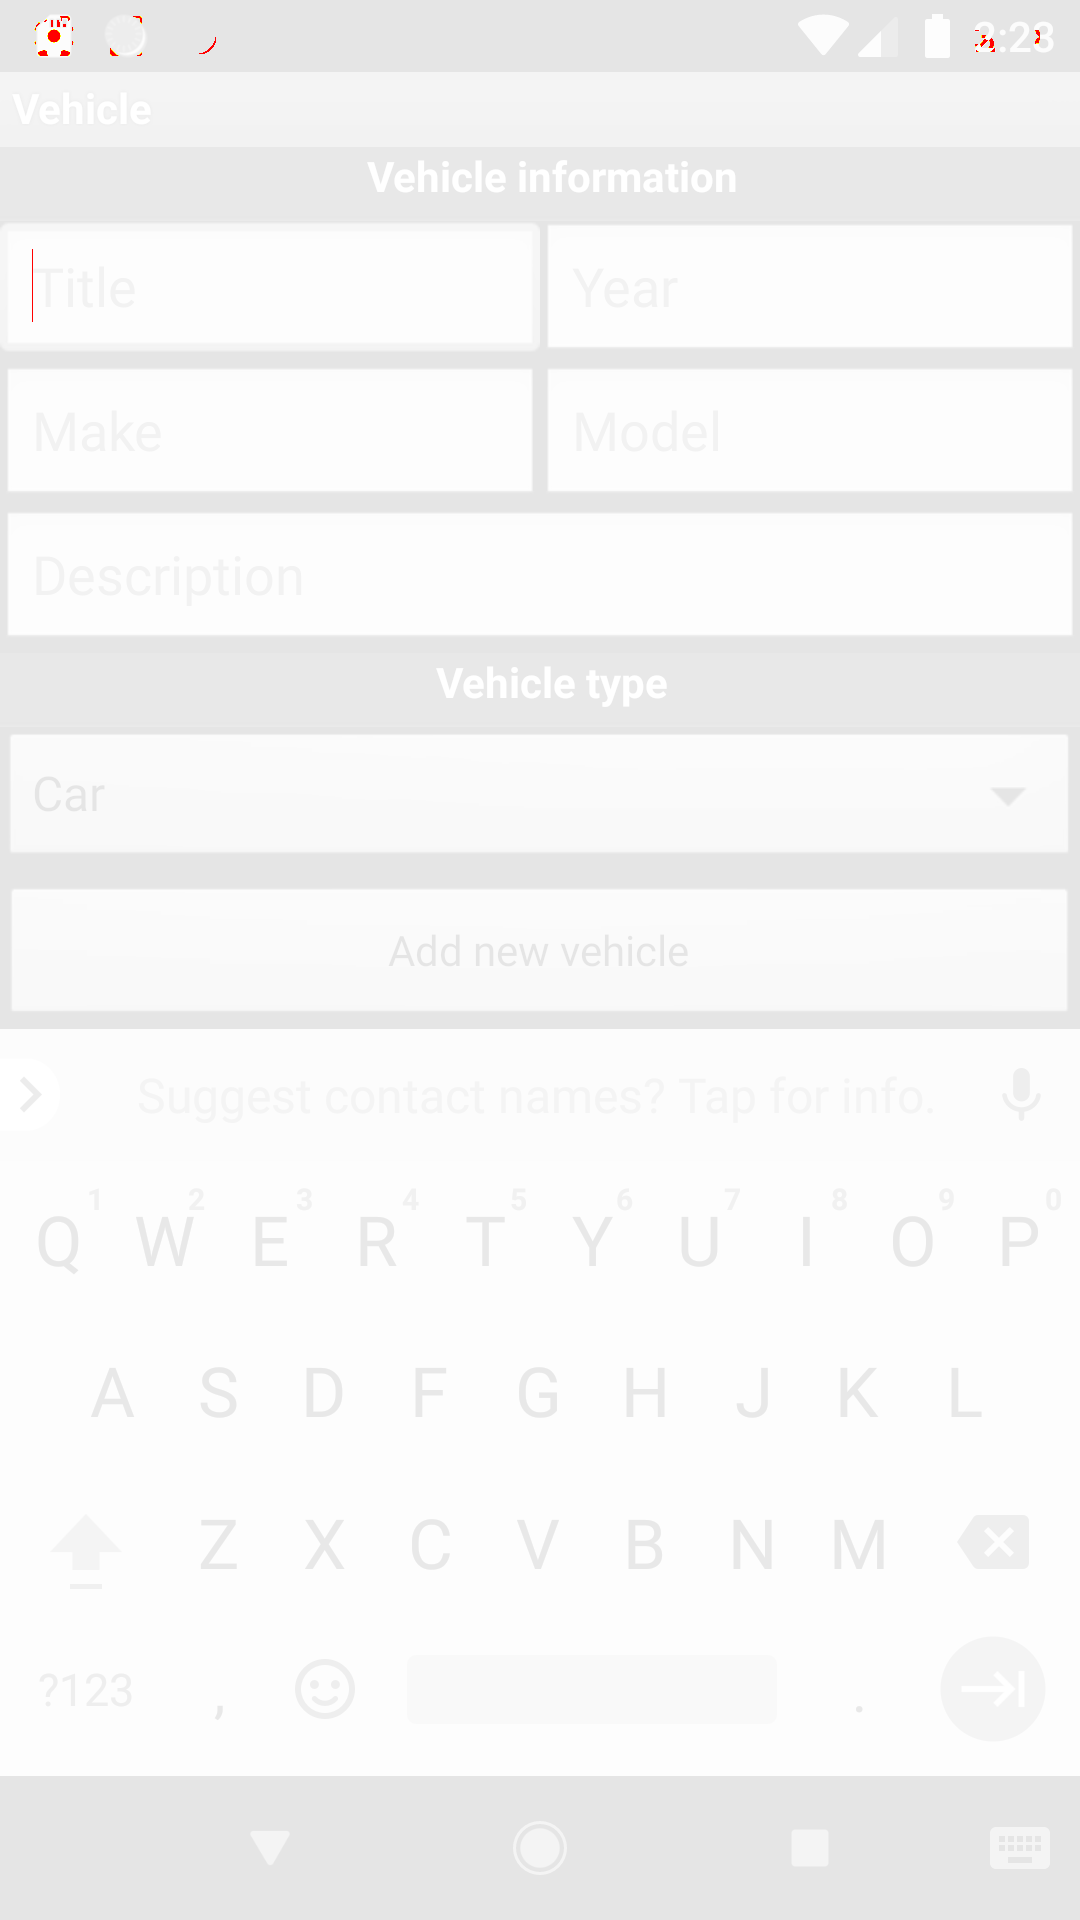 3:23
Vehicle
Vehicle information
Title Year
Make Model
Description
Vehicle type
Car
Add new vehicle
Suggest contact names? Tap for info.
1 2 3 4 5 6 7 8 9 0
Q W E R T Y U I O P
A S D F G H J K L
Z X C V B N M
?123 , .